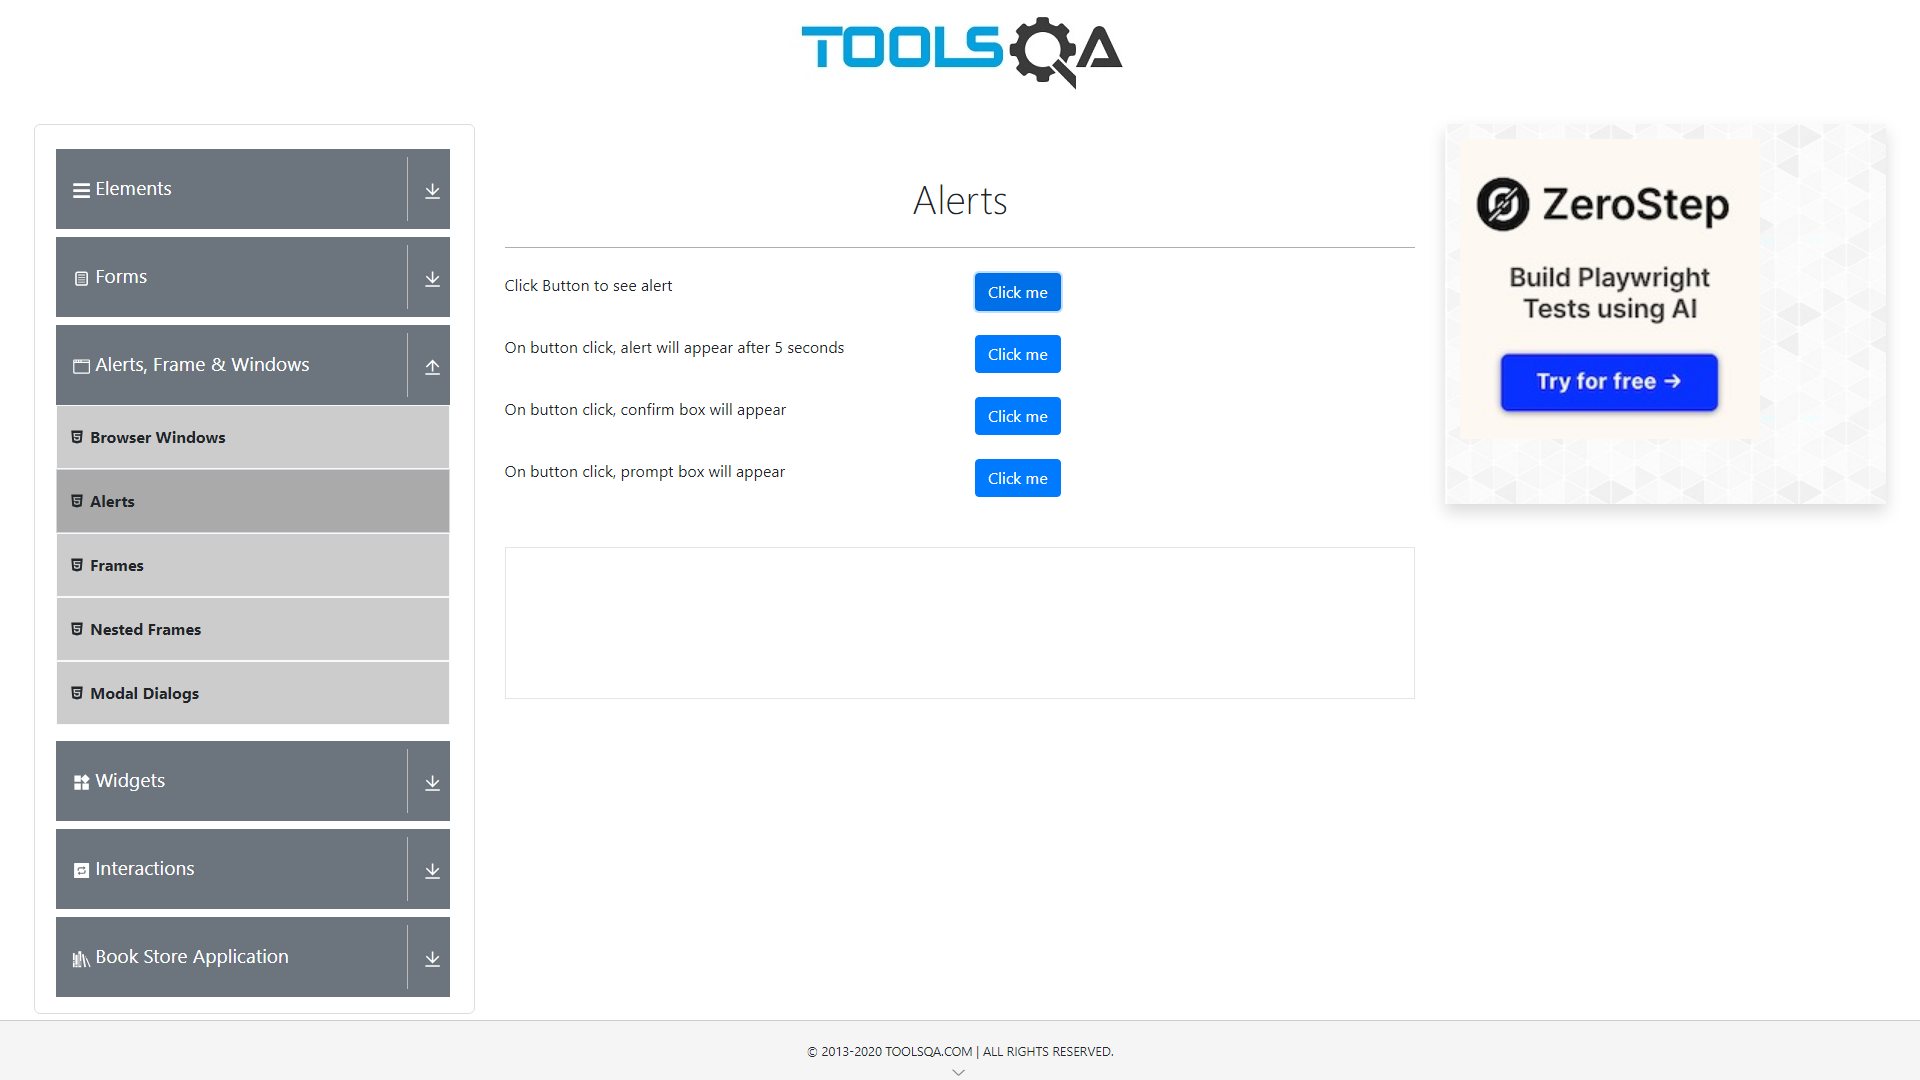 TOOLSQA
Elements
Forms
Alerts, Frame & Windows
Browser Windows
Alerts
Frames
Nested Frames
Modal Dialogs
Widgets
Interactions
Book Store Application
Alerts
Click Button to see alert
Click me
On button click, alert will appear after 5 seconds
Click me
On button click, confirm box will appear
Click me
On button click, prompt box will appear
Click me
ZeroStep
Build Playwright
Tests using AI
Try for free →
© 2013-2020 TOOLSQA.COM | ALL RIGHTS RESERVED.